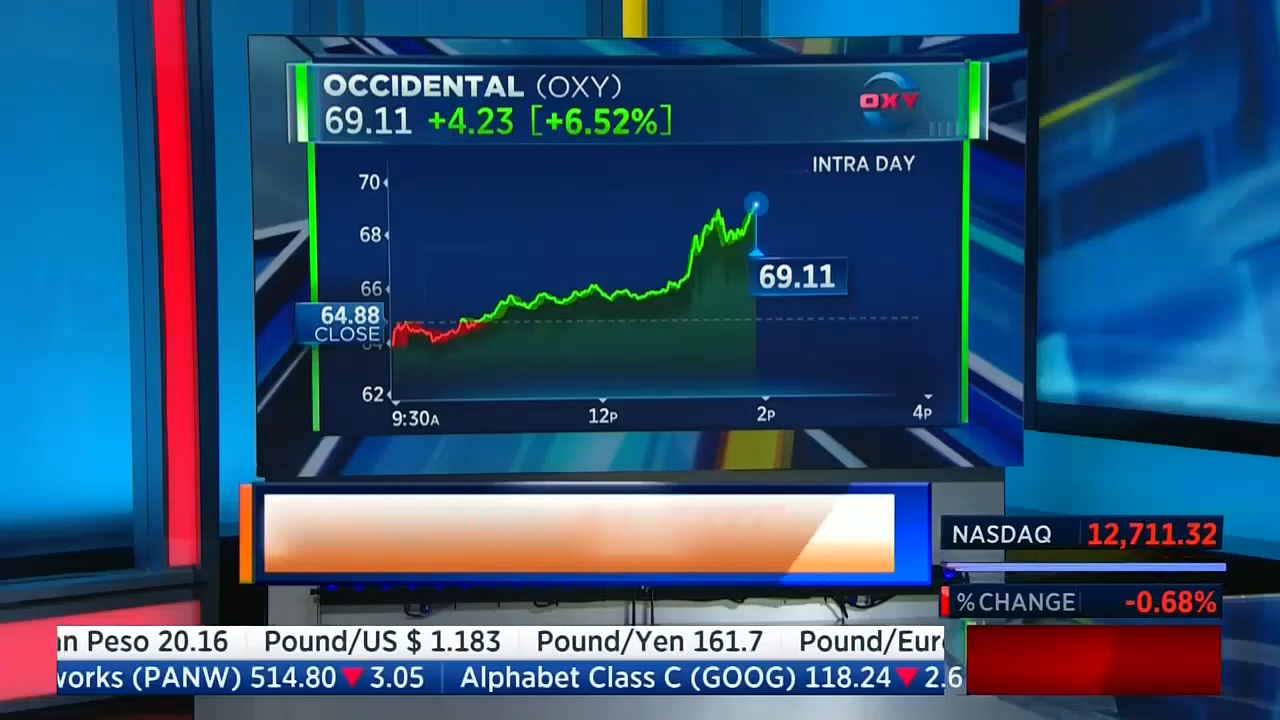 OCCIDENTAL (OXY)
69.11 +4.23 [+6.52%]
OXY
INTRA DAY
70
68
66
64
62
64.88
CLOSE
69.11
9:30A 12P 2P 4P
NASDAQ 12,711.32
% CHANGE -0.68%
an Peso 20.16 Pound/US $ 1.183 Pound/Yen 161.7 Pound/Euro
works (PANW) 514.80 ▼ 3.05 Alphabet Class C (GOOG) 118.24 ▼ 2.6